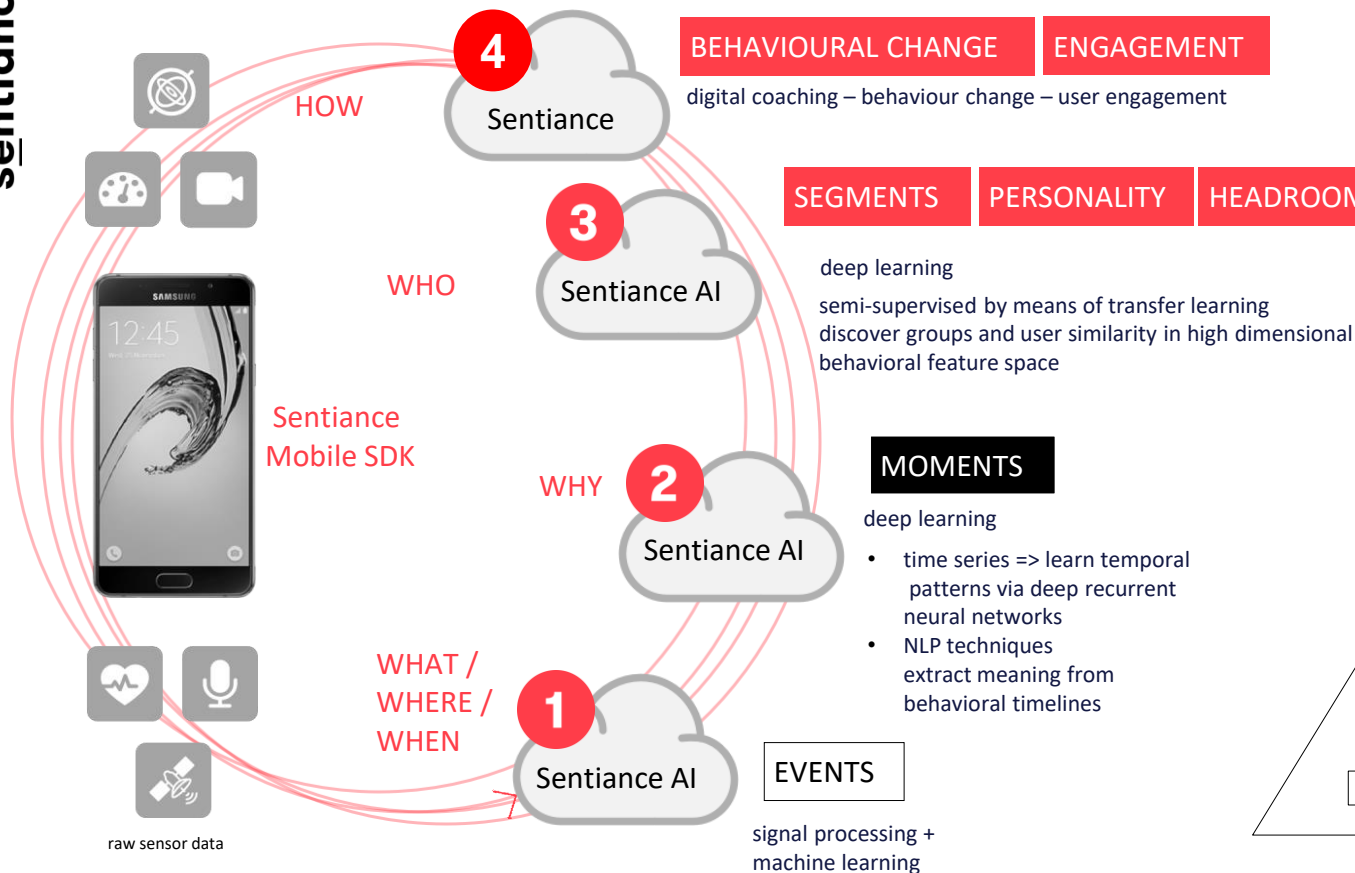 4
Sentiance
HOW
BEHAVIOURAL CHANGE
ENGAGEMENT
digital coaching – behaviour change – user engagement
3
Sentiance AI
WHO
SEGMENTS
PERSONALITY
HEADROOM
deep learning
semi-supervised by means of transfer learning
discover groups and user similarity in high dimensional
behavioral feature space
SAMSUNG
12:45
Sentiance
Mobile SDK
WHY
2
Sentiance AI
MOMENTS
deep learning
• time series => learn temporal
patterns via deep recurrent
neural networks
• NLP techniques
extract meaning from
behavioral timelines
WHAT /
WHERE /
WHEN
1
Sentiance AI
EVENTS
signal processing +
machine learning
raw sensor data